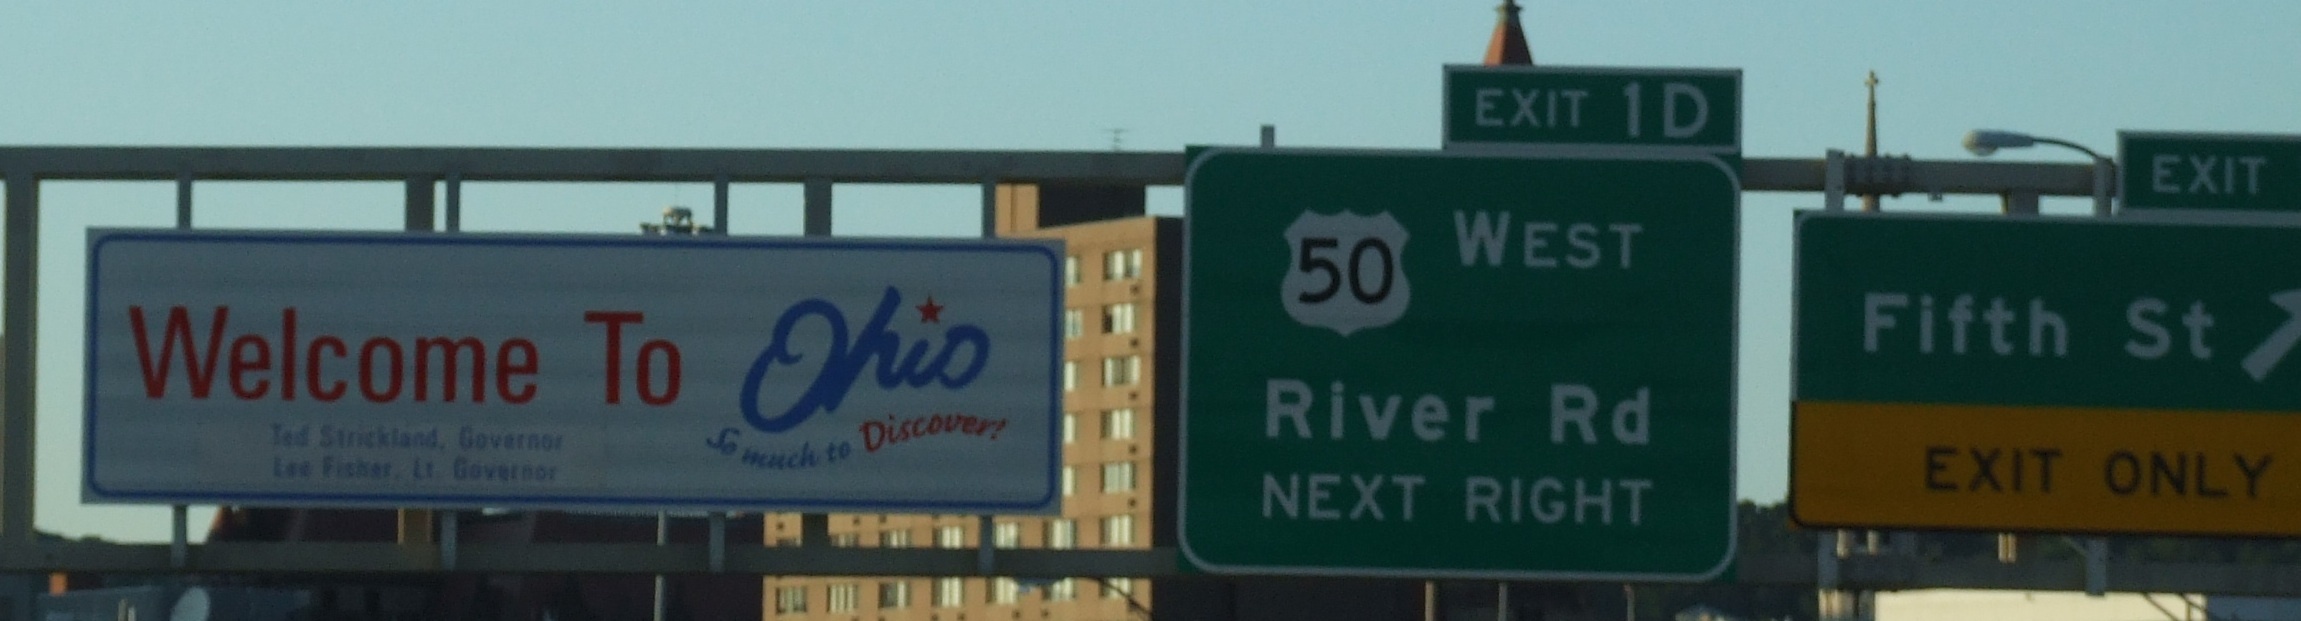 Welcome To Ohio
So much to Discover!
Ted Strickland, Governor
Lee Fisher, Lt. Governor
EXIT 1D
50 WEST
River Rd
NEXT RIGHT
EXIT
Fifth St
EXIT ONLY